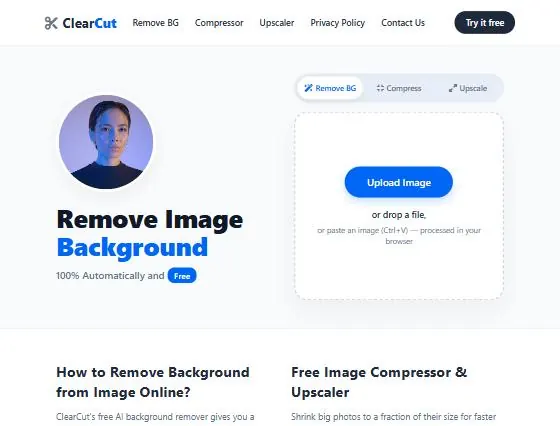 ClearCut
Remove BG
Compressor
Upscaler
Privacy Policy
Contact Us
Try it free
Remove BG
Compress
Upscale
Upload Image
or drop a file,
or paste an image (Ctrl+V) — processed in your
browser
Remove Image
Background
100% Automatically and Free
How to Remove Background
from Image Online?
ClearCut's free AI background remover gives you a
Free Image Compressor &
Upscaler
Shrink big photos to a fraction of their size for faster